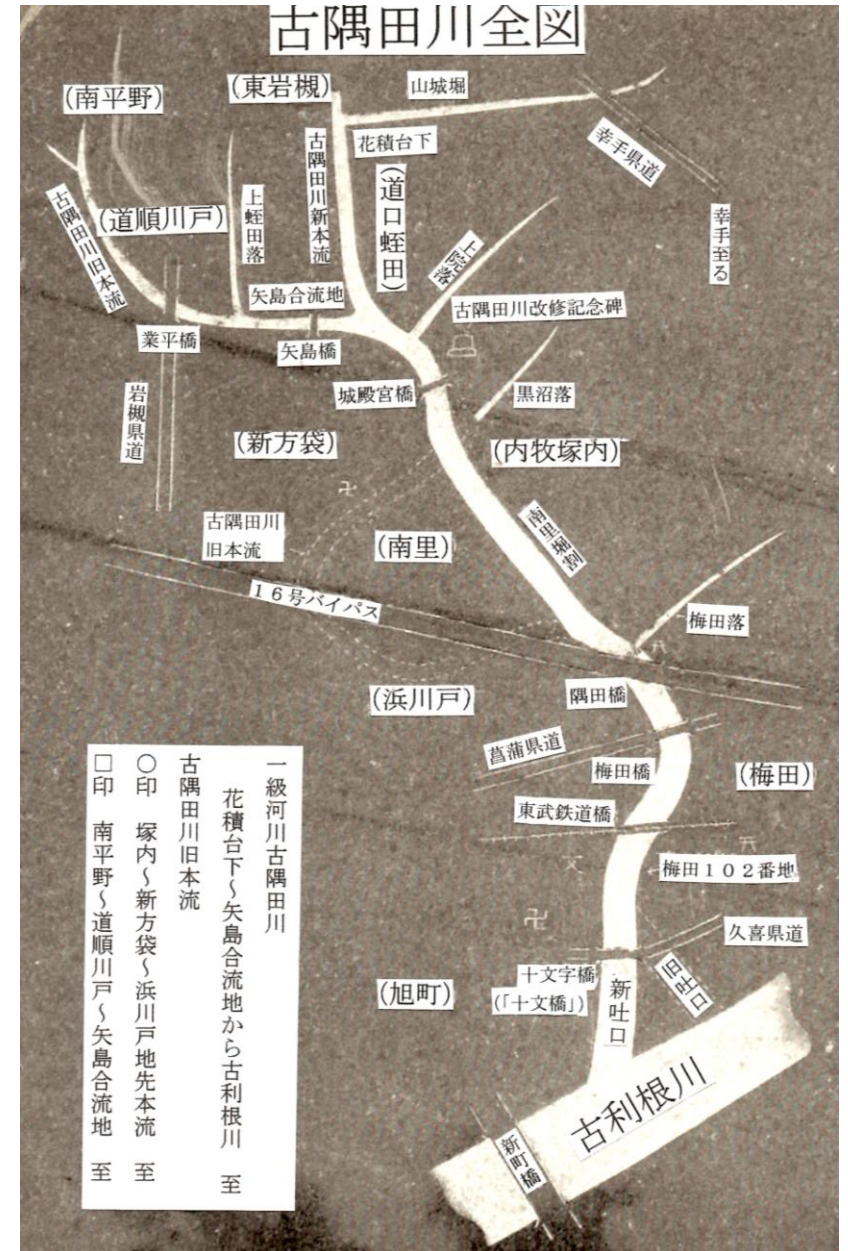 古隅田川全図
(南平野)
(東岩槻)
山城堀
花積台下
幸手県道
幸手至る
古隅田川旧本流
(道順川戸)
上蛭田落
古隅田川新本流
(道口蛭田)
上院落
矢島合流地
古隅田川改修記念碑
業平橋
矢島橋
城殿宮橋
黒沼落
岩槻県道
(新方袋)
(内牧塚内)
古隅田川
旧本流
(南里)
南里堀割
16号バイパス
梅田落
(浜川戸)
隅田橋
菖蒲県道
梅田橋
(梅田)
東武鉄道橋
梅田102番地
久喜県道
(旭町)
十文字橋
(「十文橋」)
新吐口
旧吐口
古利根川
新町橋
一級河川古隅田川
花積台下~矢島合流地から古利根川 至
古隅田川旧本流
〇印 塚内~新方袋~浜川戸地先本流 至
□印 南平野~道順川戸~矢島合流地 至